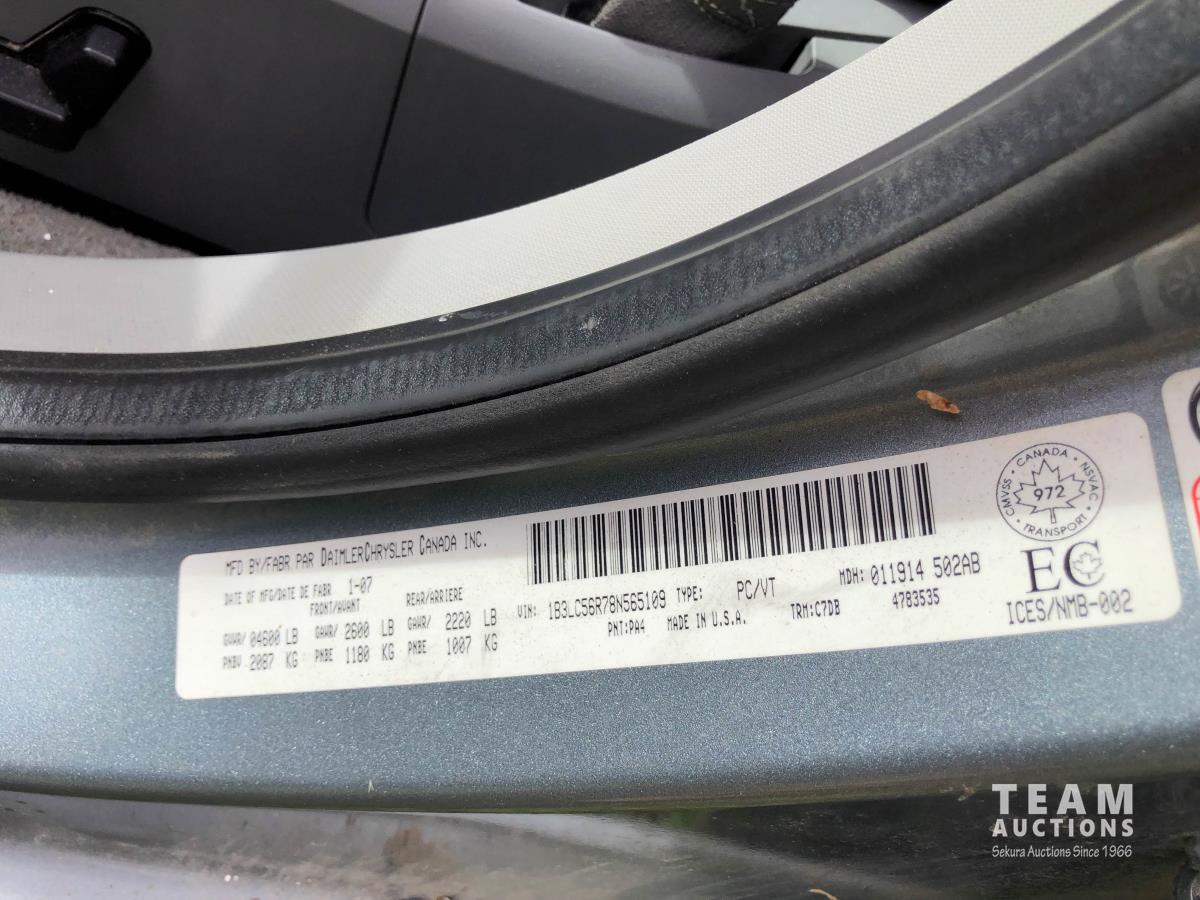 MFD BY/FABR PAR DAIMLERCHRYSLER CANADA INC.
DATE OF MFG/DATE DE FABR 1-07
FRONT/AVANT REAR/ARRIERE
GVWR/ 04600 LB GAWR/ 2600 LB GAWR/ 2220 LB
PNBV 2087 KG PNBE 1180 KG PNBE 1007 KG
VIN: 1B3LC56R78N565109 TYPE: PC/VT MDH: 011914 502AB
PNT:PA4 MADE IN U.S.A. TRM:C7DB 4783535
CMVSS • CANADA • NSVAC
972
• TRANSPORT •
EC
ICES/NMB-002
TEAM
AUCTIONS
Sekura Auctions Since 1966